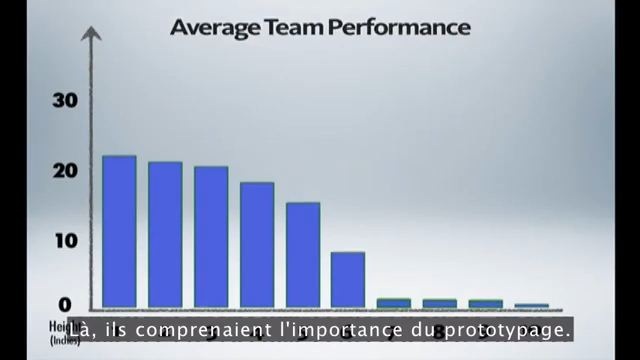 Average Team Performance
30
20
10
0
Height
(Inches)
Là, ils comprenaient l'importance du prototypage.